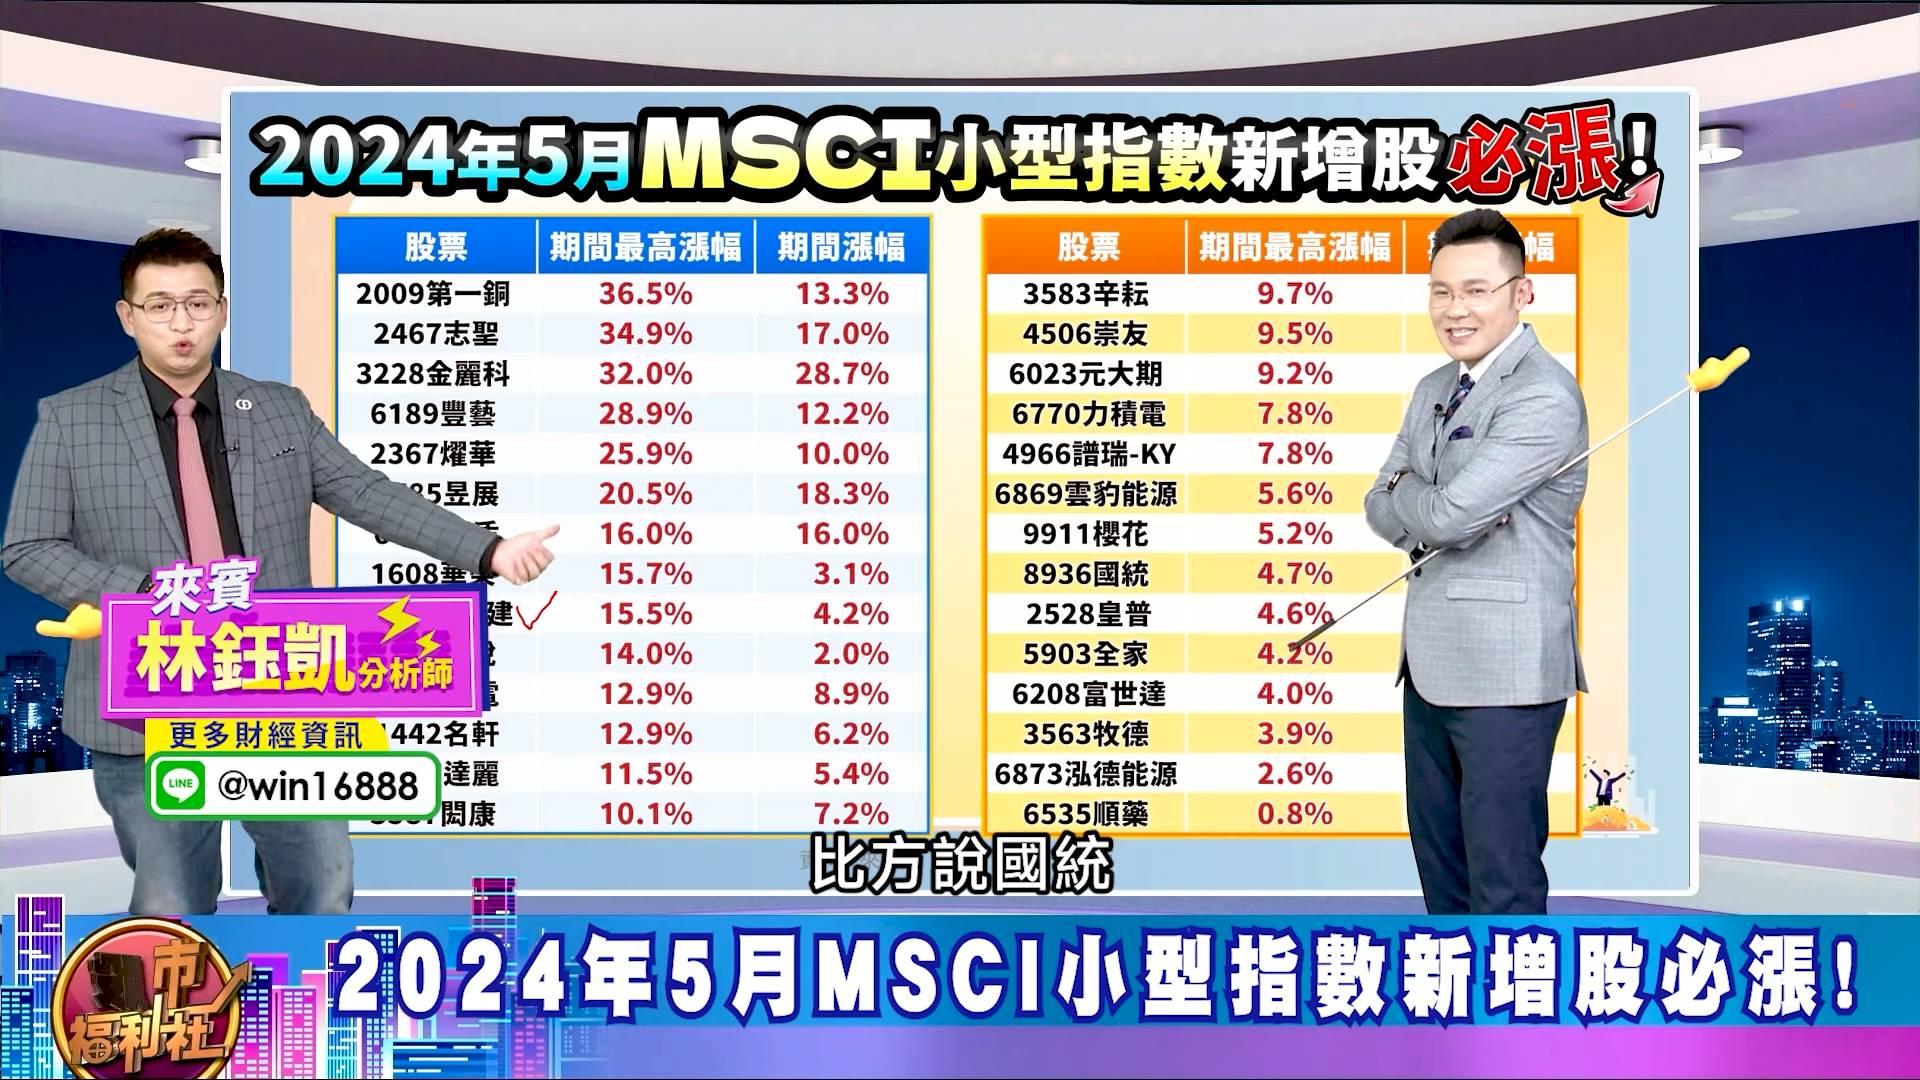 2024年5月MSCI小型指數新增股必漲!
股票 期間最高漲幅 期間漲幅
2009第一銅 36.5% 13.3%
2467志聖 34.9% 17.0%
3228金麗科 32.0% 28.7%
6189豐藝 28.9% 12.2%
2367燿華 25.9% 10.0%
85昱展 20.5% 18.3%
16.0% 16.0%
1608華榮 15.7% 3.1%
建 15.5% 4.2%
14.0% 2.0%
12.9% 8.9%
1442名軒 12.9% 6.2%
達麗 11.5% 5.4%
閎康 10.1% 7.2%
股票 期間最高漲幅 幅
3583辛耘 9.7%
4506崇友 9.5%
6023元大期 9.2%
6770力積電 7.8%
4966譜瑞-KY 7.8%
6869雲豹能源 5.6%
9911櫻花 5.2%
8936國統 4.7%
2528皇普 4.6%
5903全家 4.2%
6208富世達 4.0%
3563牧德 3.9%
6873泓德能源 2.6%
6535順藥 0.8%
來賓
林鈺凱分析師
更多財經資訊
LINE @win16888
比方說國統
市
福利社
2024年5月MSCI小型指數新增股必漲!